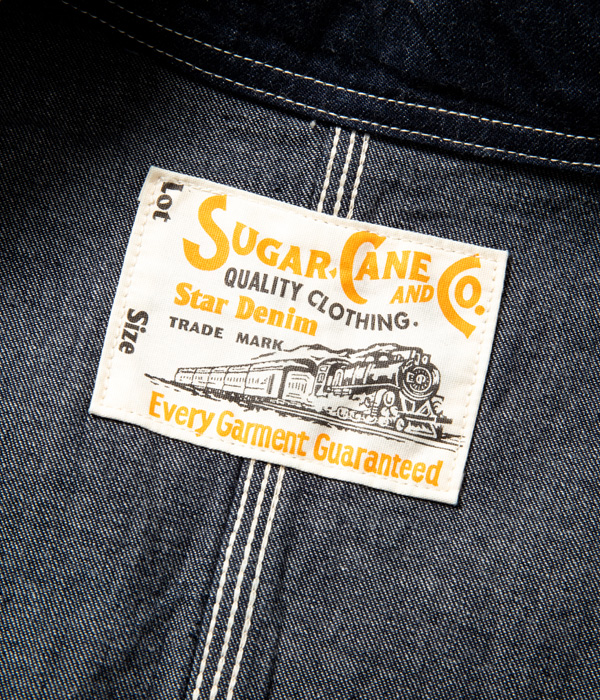 Lot
Size
SUGAR CANE
AND CO.
QUALITY CLOTHING.
Star Denim
TRADE MARK
Every Garment Guaranteed